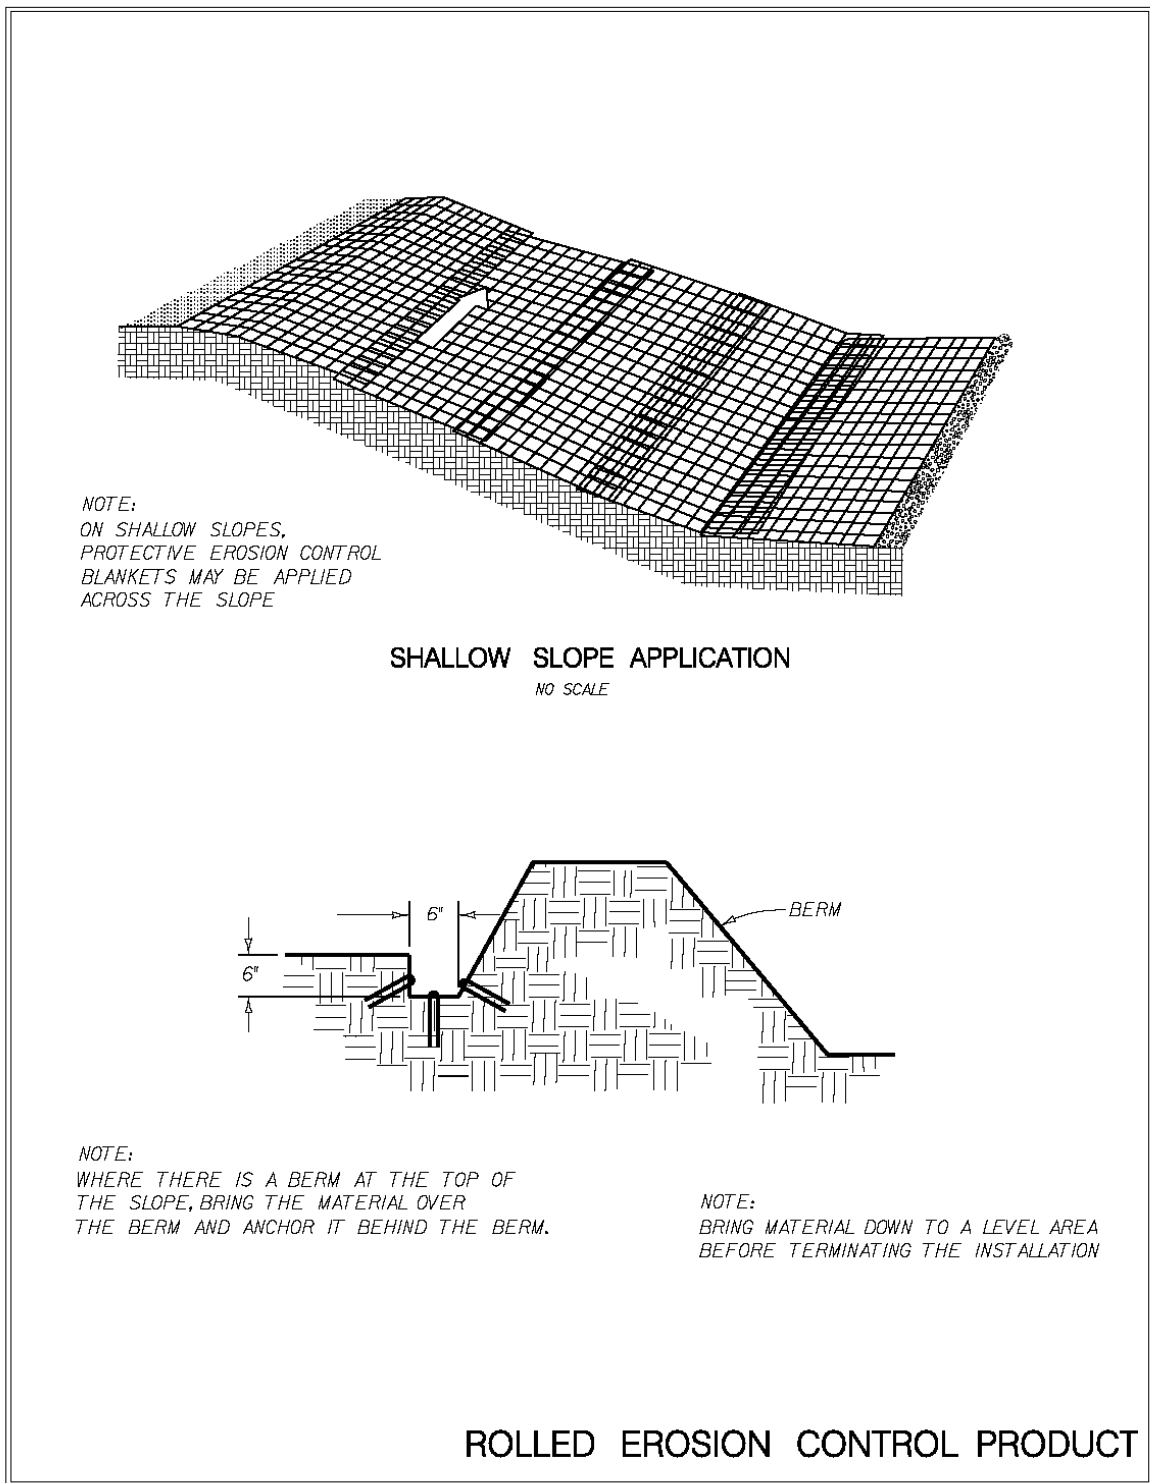 NOTE:
ON SHALLOW SLOPES,
PROTECTIVE EROSION CONTROL
BLANKETS MAY BE APPLIED
ACROSS THE SLOPE
SHALLOW SLOPE APPLICATION
NO SCALE
6"
BERM
6"
NOTE:
WHERE THERE IS A BERM AT THE TOP OF
THE SLOPE, BRING THE MATERIAL OVER
THE BERM AND ANCHOR IT BEHIND THE BERM.
NOTE:
BRING MATERIAL DOWN TO A LEVEL AREA
BEFORE TERMINATING THE INSTALLATION
ROLLED EROSION CONTROL PRODUCT